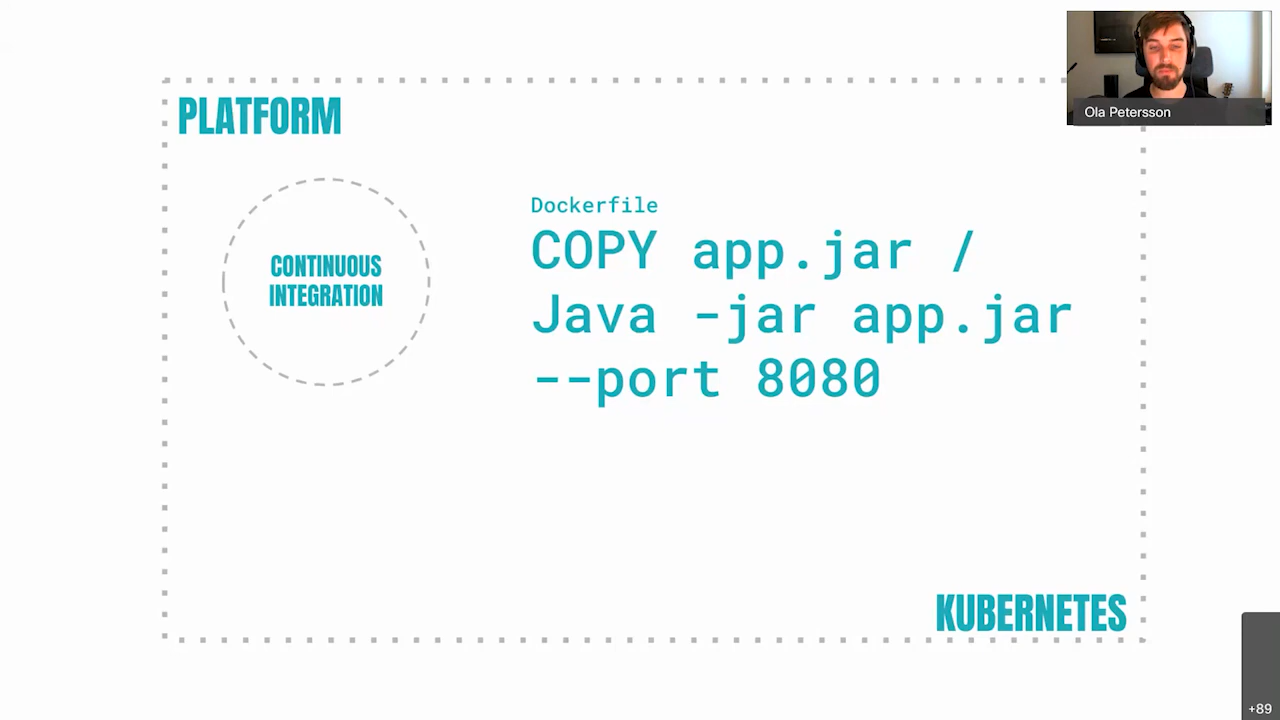 PLATFORM
Ola Petersson
Dockerfile
COPY app.jar /
CONTINUOUS
INTEGRATION
Java -jar app.jar
--port 8080
KUBERNETES
+89